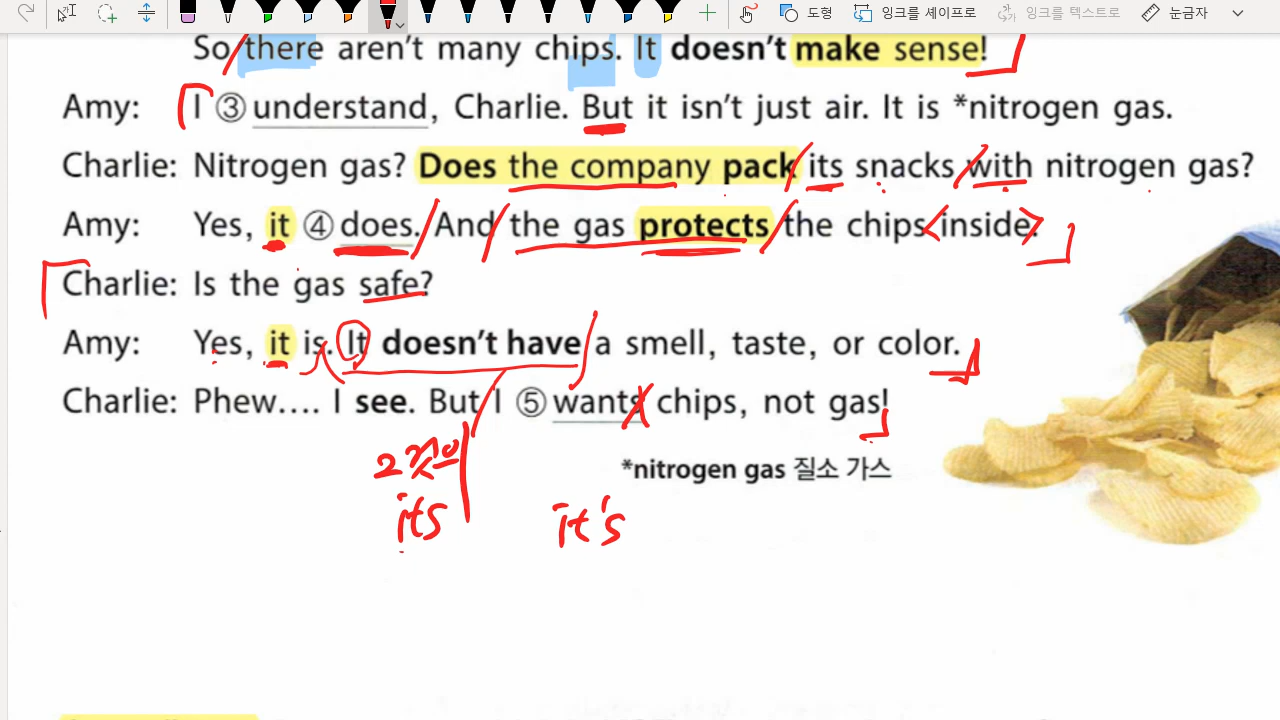 도형 잉크를 셰이프로 잉크를 텍스트로 눈금자
So there aren't many chips. It doesn't make sense!
Amy: I ③ understand, Charlie. But it isn't just air. It is *nitrogen gas.
Charlie: Nitrogen gas? Does the company pack its snacks with nitrogen gas?
Amy: Yes, it ④ does. And the gas protects the chips inside.
Charlie: Is the gas safe?
Amy: Yes, it is. It doesn't have a smell, taste, or color.
Charlie: Phew…. I see. But I ⑤ wants chips, not gas!
*nitrogen gas 질소 가스
its it's